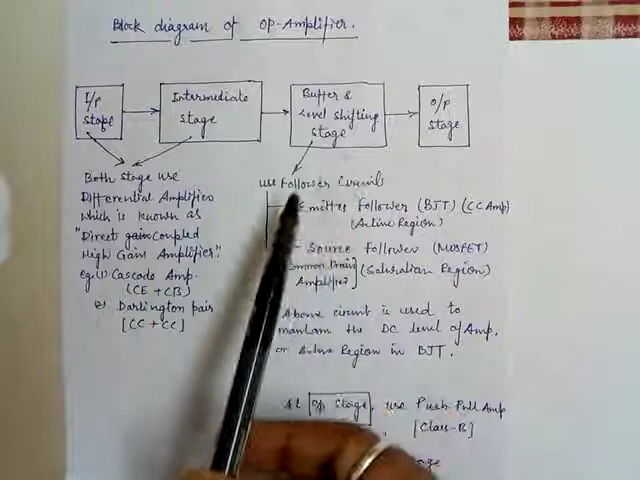 Block diagram of OP-Amplifier.
I/p
stage
Intermediate
stage
Buffer &
Level shifting
stage
O/p
stage
Both stage use
Differential Amplifier
which is known as
"Direct coupled
High Gain Amplifier".
eg. (1) Cascode Amp.
(CE + CB)
(2) Darlington pair
[CC + CC]
use Follower Circuits
Emitter follower (BJT) (CC Amp)
(Active Region)
Source follower (MOSFET)
Common Drain
Amplifier] (Saturation Region)
Above circuit is used to
maintain the DC level of Amp.
or Active Region in BJT.
At O/p stage, use Push Pull Amp
[Class-B]